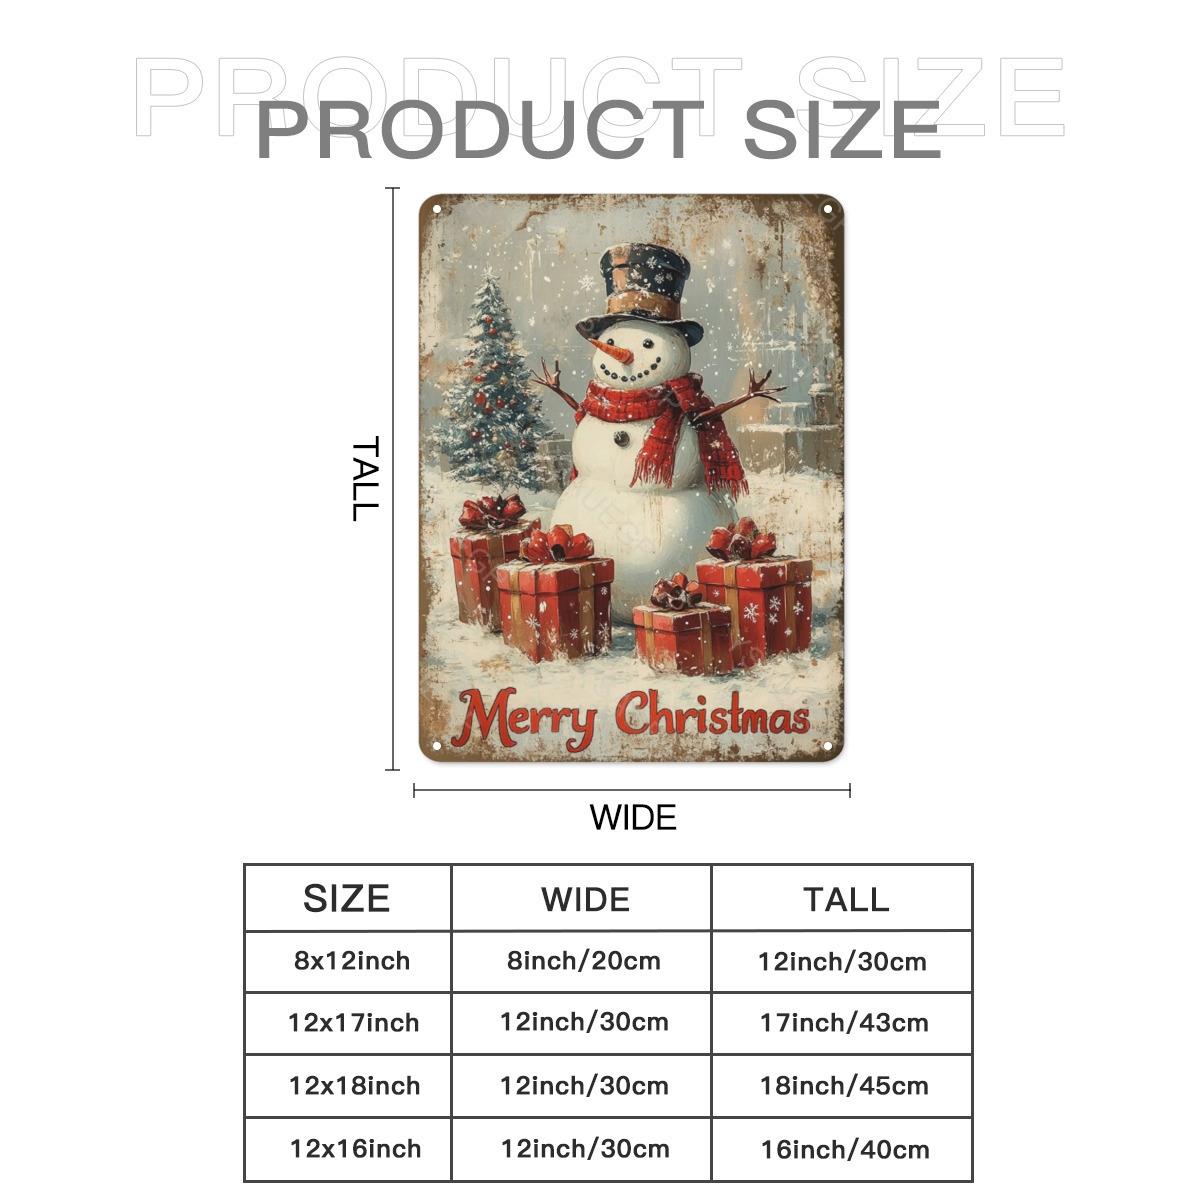 PRODUCT SIZE
PRODUCT SIZE
TALL
Merry Christmas
WIDE
SIZE WIDE TALL
8x12inch 8inch/20cm 12inch/30cm
12x17inch 12inch/30cm 17inch/43cm
12x18inch 12inch/30cm 18inch/45cm
12x16inch 12inch/30cm 16inch/40cm